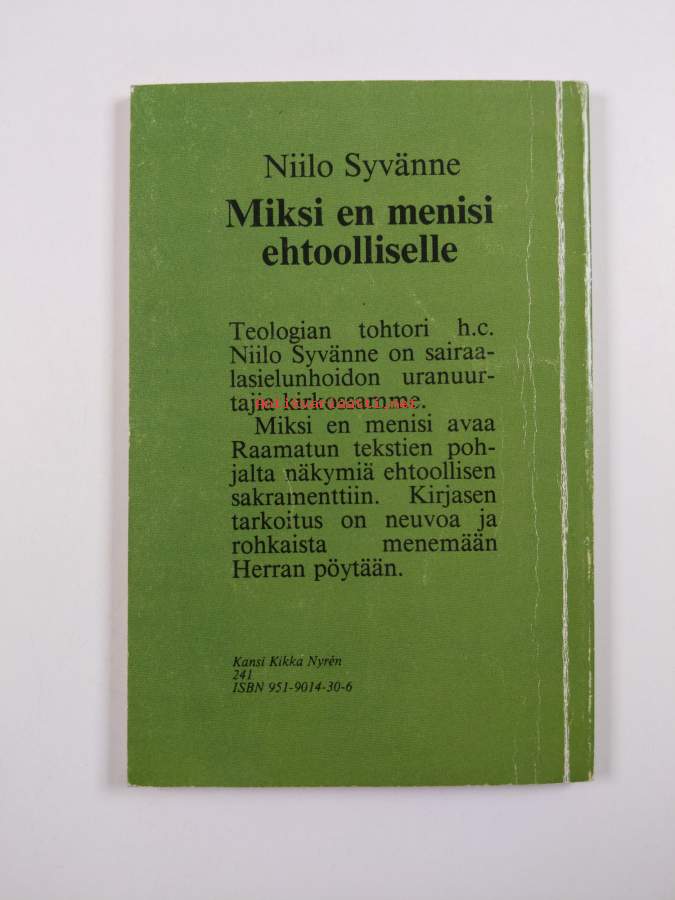 Niilo Syvänne
Miksi en menisi
ehtoolliselle
Teologian tohtori h.c.
Niilo Syvänne on sairaa-
lasielunhoidon uranuur-
tajia kirkossamme.
Miksi en menisi avaa
Raamatun tekstien poh-
jalta näkymiä ehtoollisen
sakramenttiin. Kirjasen
tarkoitus on neuvoa ja
rohkaista menemään
Herran pöytään.
Kansi Kikka Nyrén
241
ISBN 951-9014-30-6